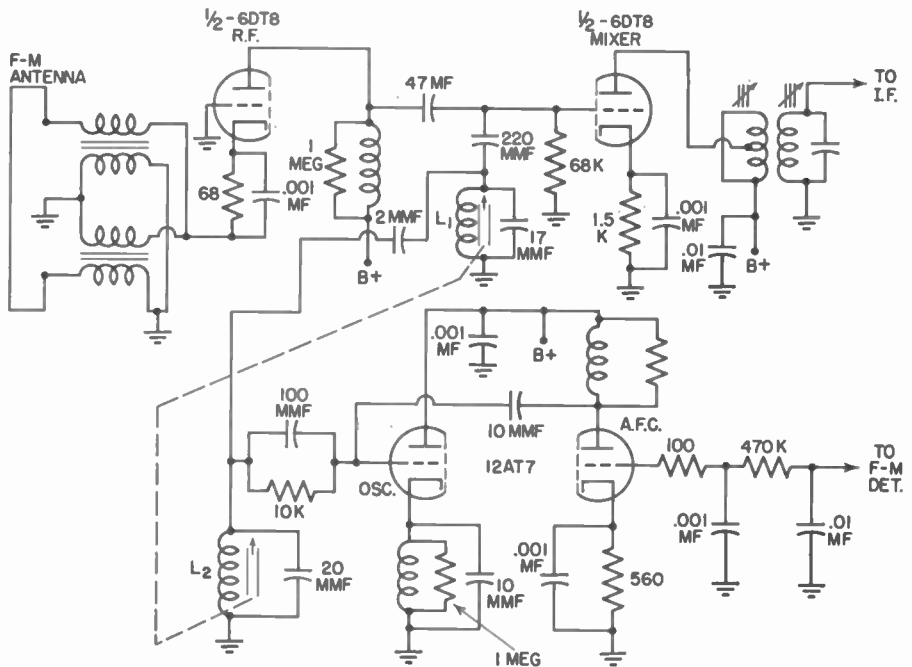 ½-6DT8
R.F.
½-6DT8
MIXER
F-M
ANTENNA
47 MF
TO
I.F.
1
MEG
220
MMF
68K
68
.001
MF
2 MMF
L1
17
MMF
1.5
K
.001
MF
.01
MF
B+
B+
.001
MF
B+
100
MMF
10 MMF
A.F.C.
12AT7
OSC.
10K
100
470K
TO
F-M
DET.
.001
MF
.01
MF
L2
20
MMF
10
MMF
.001
MF
560
1 MEG